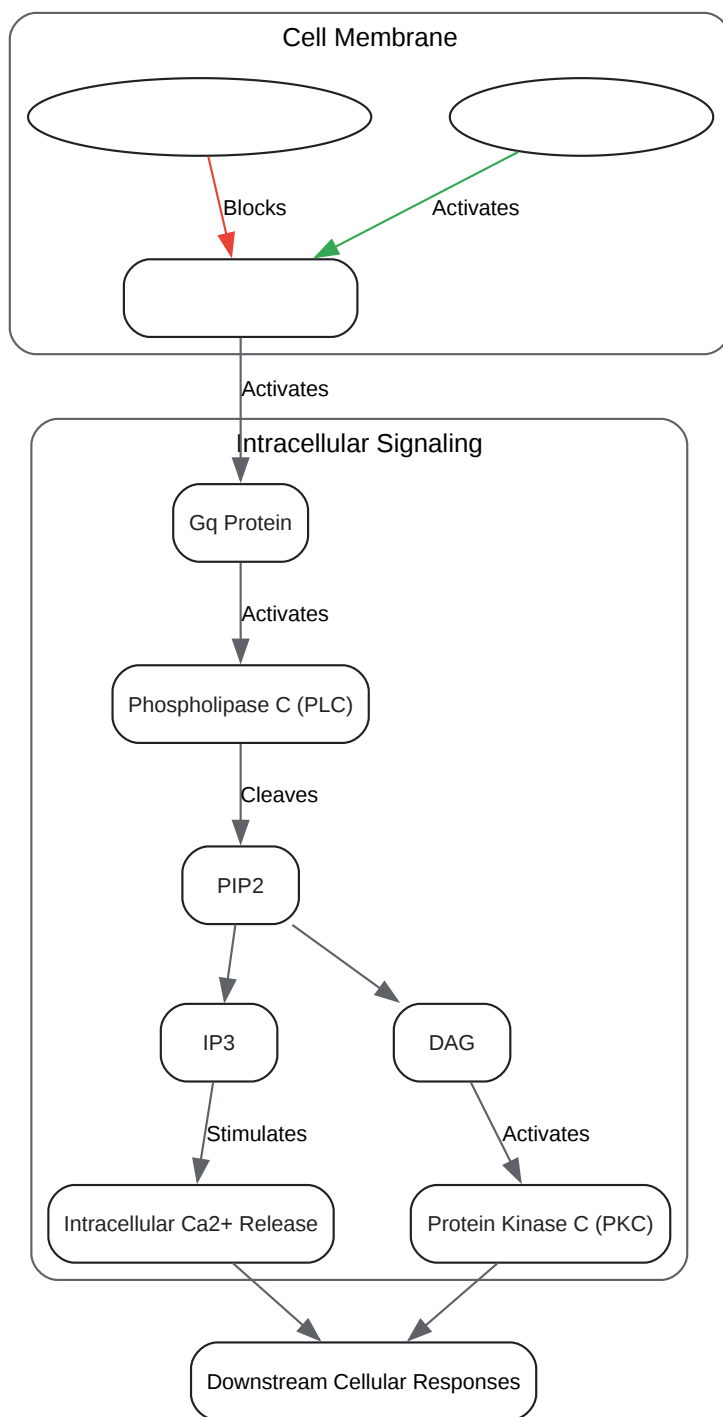 Cell Membrane
Blocks
Activates
Activates
Intracellular Signaling
Gq Protein
Activates
Phospholipase C (PLC)
Cleaves
PIP2
IP3
DAG
Stimulates
Activates
Intracellular Ca2+ Release
Protein Kinase C (PKC)
Downstream Cellular Responses